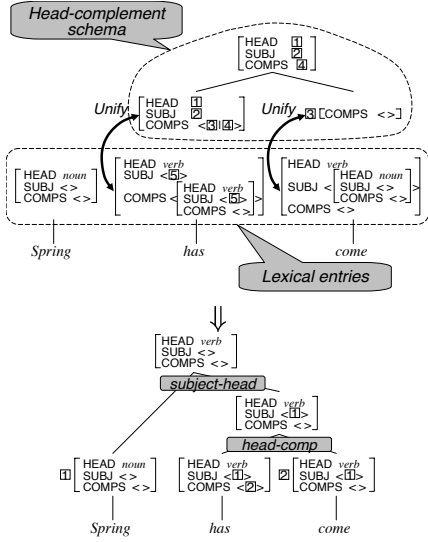 Head-complement
schema
HEAD 1
SUBJ 2
COMPS 4
Unify
HEAD 1
SUBJ 2
COMPS <3|4>
Unify
3 [COMPS < >]
HEAD noun
SUBJ < >
COMPS < >
HEAD verb
SUBJ <5>
COMPS <
HEAD verb
SUBJ <5>
COMPS < >
>
HEAD verb
SUBJ <
HEAD noun
SUBJ < >
COMPS < >
>
COMPS < >
Spring
has
come
Lexical entries
⇓
HEAD verb
SUBJ < >
COMPS < >
subject-head
HEAD verb
SUBJ <1>
COMPS < >
head-comp
1
HEAD noun
SUBJ < >
COMPS < >
HEAD verb
SUBJ <1>
COMPS <2>
2
HEAD verb
SUBJ <1>
COMPS < >
Spring
has
come